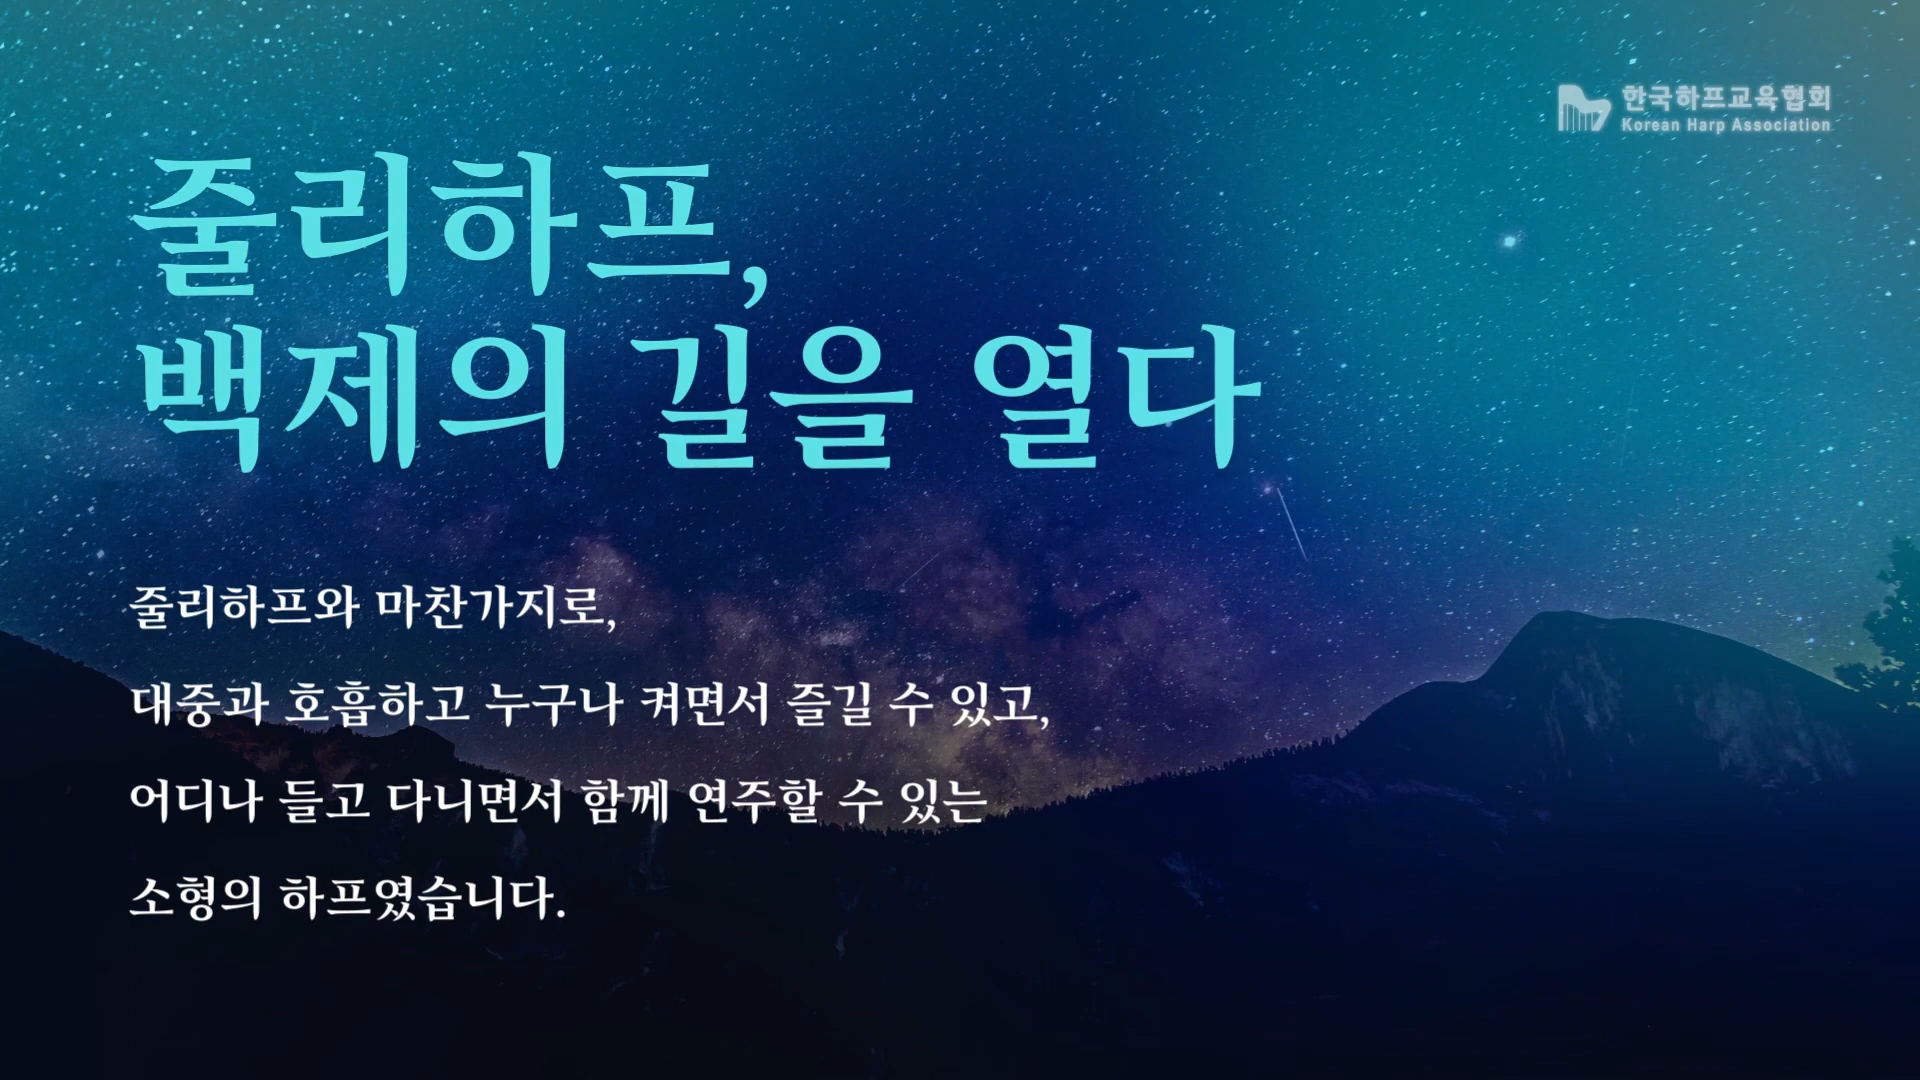 한국하프교육협회
Korean Harp Association
줄리하프,
백제의 길을 열다
줄리하프와 마찬가지로,
대중과 호흡하고 누구나 켜면서 즐길 수 있고,
어디나 들고 다니면서 함께 연주할 수 있는
소형의 하프였습니다.